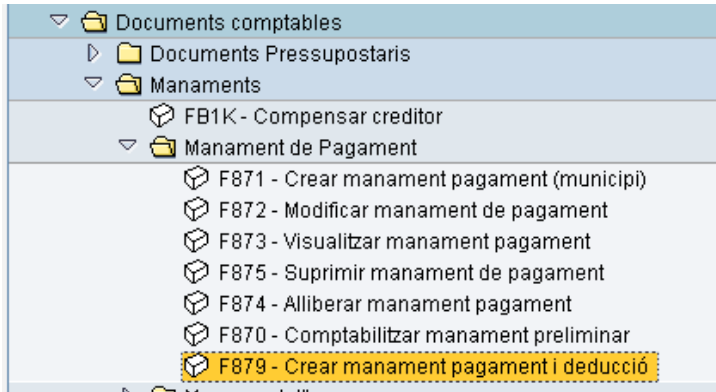 Documents comptables
Documents Pressupostaris
Manaments
FB1K - Compensar creditor
Manament de Pagament
F871 - Crear manament pagament (municipi)
F872 - Modificar manament de pagament
F873 - Visualitzar manament pagament
F875 - Suprimir manament de pagament
F874 - Alliberar manament pagament
F870 - Comptabilitzar manament preliminar
F879 - Crear manament pagament i deducció